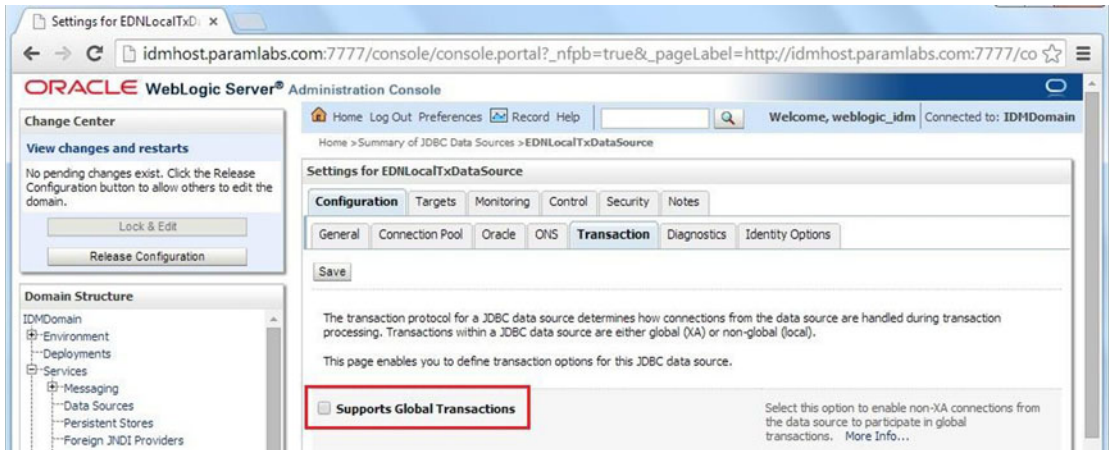 Settings for EDNLocalTxD
idmhost.paramlabs.com:7777/console/console.portal?_nfpb=true&_pageLabel=http://idmhost.paramlabs.com:7777/co
ORACLE WebLogic Server® Administration Console
Change Center
View changes and restarts
No pending changes exist. Click the Release
Configuration button to allow others to edit the
domain.
Lock & Edit
Release Configuration
Domain Structure
IDMDomain
Environment
Deployments
Services
Messaging
Data Sources
Persistent Stores
Foreign JNDI Providers
Home Log Out Preferences Record Help
Welcome, weblogic_idm Connected to: IDMDomain
Home >Summary of JDBC Data Sources >EDNLocalTxDataSource
Settings for EDNLocalTxDataSource
Configuration Targets Monitoring Control Security Notes
General Connection Pool Oracle ONS Transaction Diagnostics Identity Options
Save
The transaction protocol for a JDBC data source determines how connections from the data source are handled during transaction
processing. Transactions within a JDBC data source are either global (XA) or non-global (local).
This page enables you to define transaction options for this JDBC data source.
Supports Global Transactions
Select this option to enable non-XA connections from
the data source to participate in global
transactions. More Info...